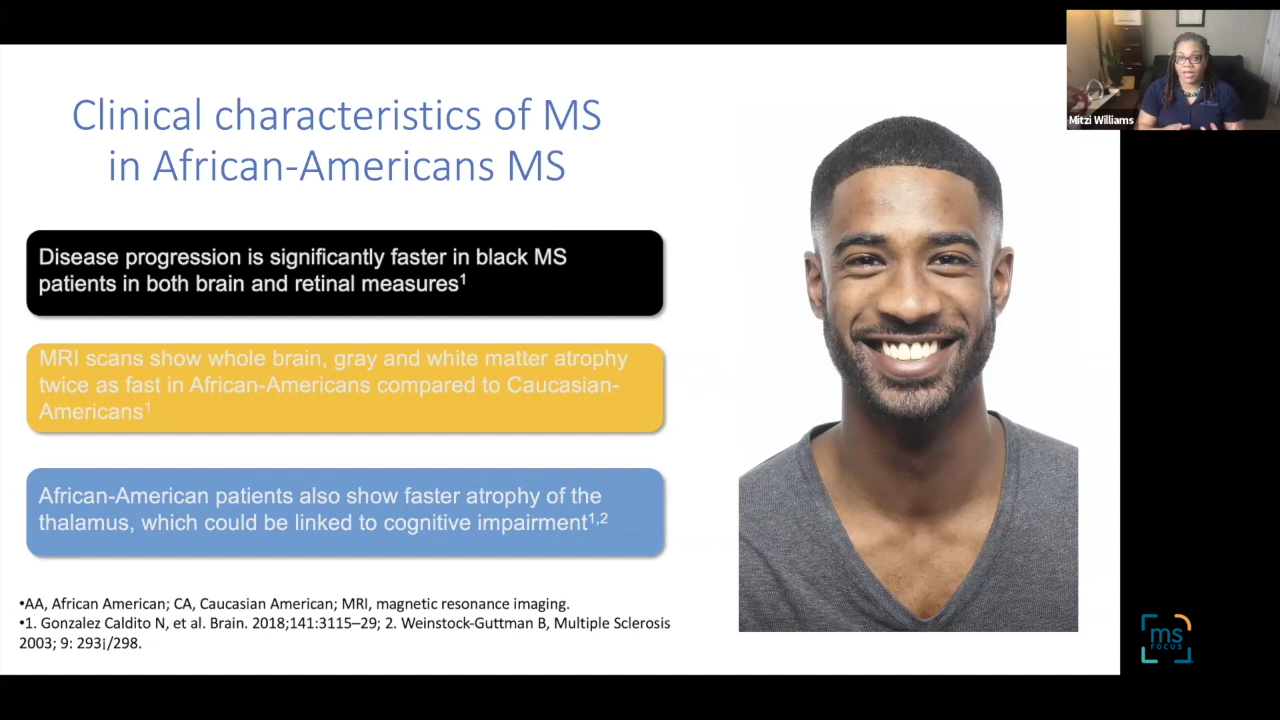 Mitzi Williams
Clinical characteristics of MS
in African-Americans MS
Disease progression is significantly faster in black MS
patients in both brain and retinal measures1
MRI scans show whole brain, gray and white matter atrophy
twice as fast in African-Americans compared to Caucasian-
Americans1
African-American patients also show faster atrophy of the
thalamus, which could be linked to cognitive impairment1,2
•AA, African American; CA, Caucasian American; MRI, magnetic resonance imaging.
•1. Gonzalez Caldito N, et al. Brain. 2018;141:3115–29; 2. Weinstock-Guttman B, Multiple Sclerosis
2003; 9: 293¡/298.
ms
FOCUS